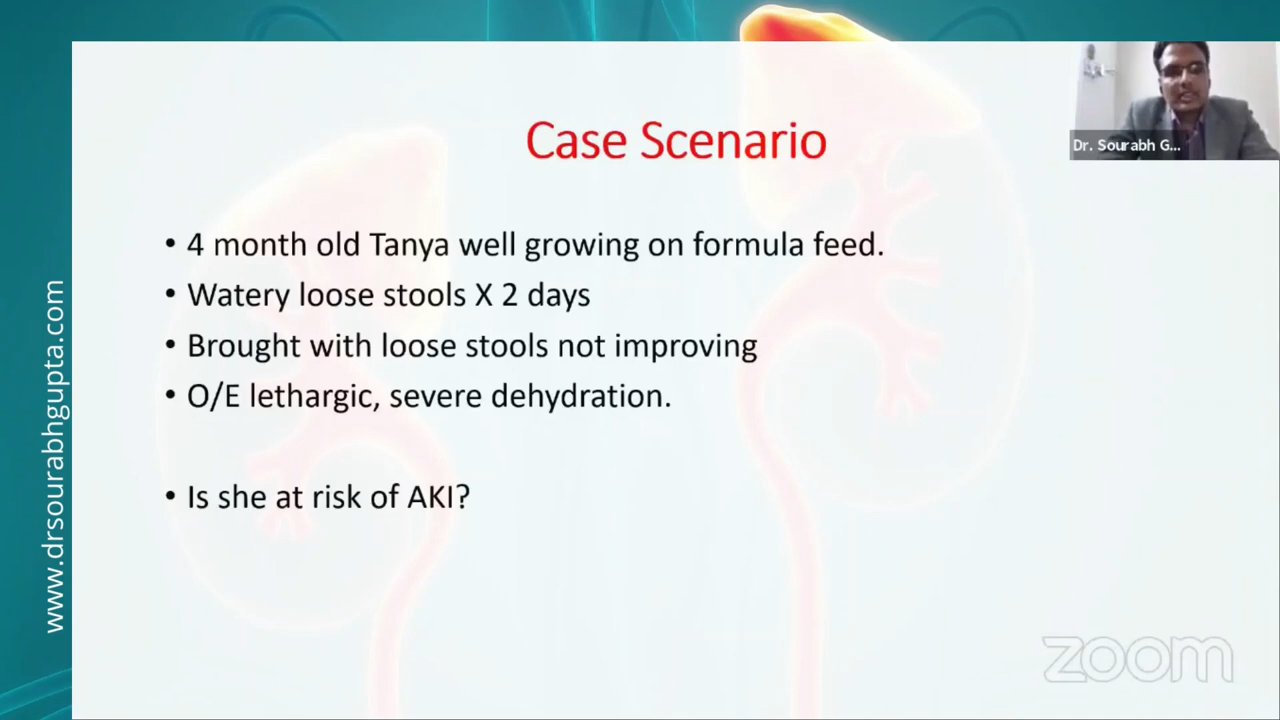 Case Scenario
Dr. Sourabh G...
• 4 month old Tanya well growing on formula feed.
• Watery loose stools X 2 days
• Brought with loose stools not improving
• O/E lethargic, severe dehydration.
• Is she at risk of AKI?
www.drsourabhgupta.com
zoom